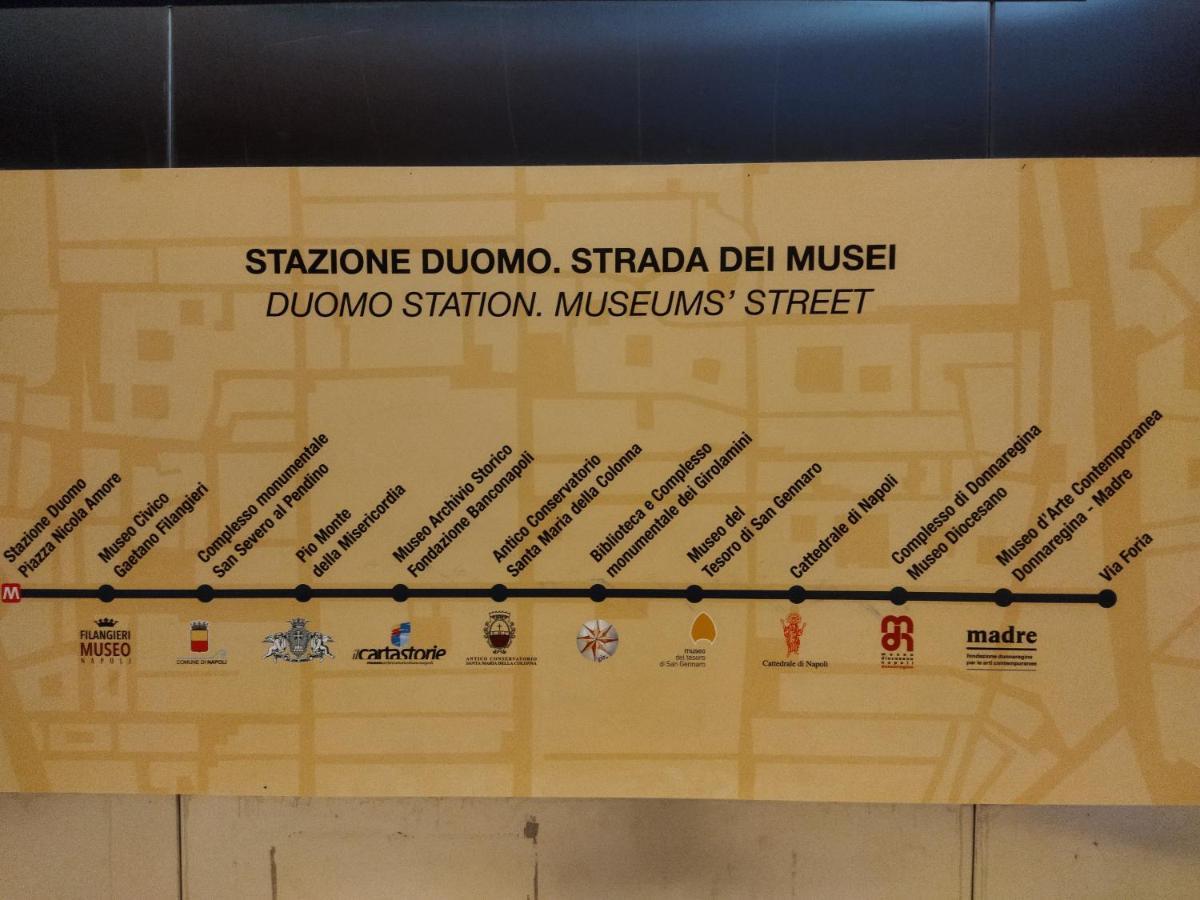 STAZIONE DUOMO. STRADA DEI MUSEI
DUOMO STATION. MUSEUMS' STREET
Stazione Duomo
Piazza Nicola Amore
Museo Civico
Gaetano Filangieri
Complesso monumentale
San Severo al Pendino
Pio Monte
della Misericordia
Museo Archivio Storico
Fondazione Banconapoli
Antico Conservatorio
Santa Maria della Colonna
Biblioteca e Complesso
monumentale dei Girolamini
Museo del
Tesoro di San Gennaro
Cattedrale di Napoli
Complesso di Donnaregina
Museo Diocesano
Museo d'Arte Contemporanea
Donnaregina - Madre
Via Foria
M
FILANGIERI
MUSEO
NAPOLI
COMUNE DI NAPOLI
ilcartastorie
ANTICO CONSERVATORIO
SANTA MARIA DELLA COLONNA
museo
del tesoro
di San Gennaro
Cattedrale di Napoli
museo
diocesano
napoli
madre
fondazione donnaregina
per le arti contemporanee